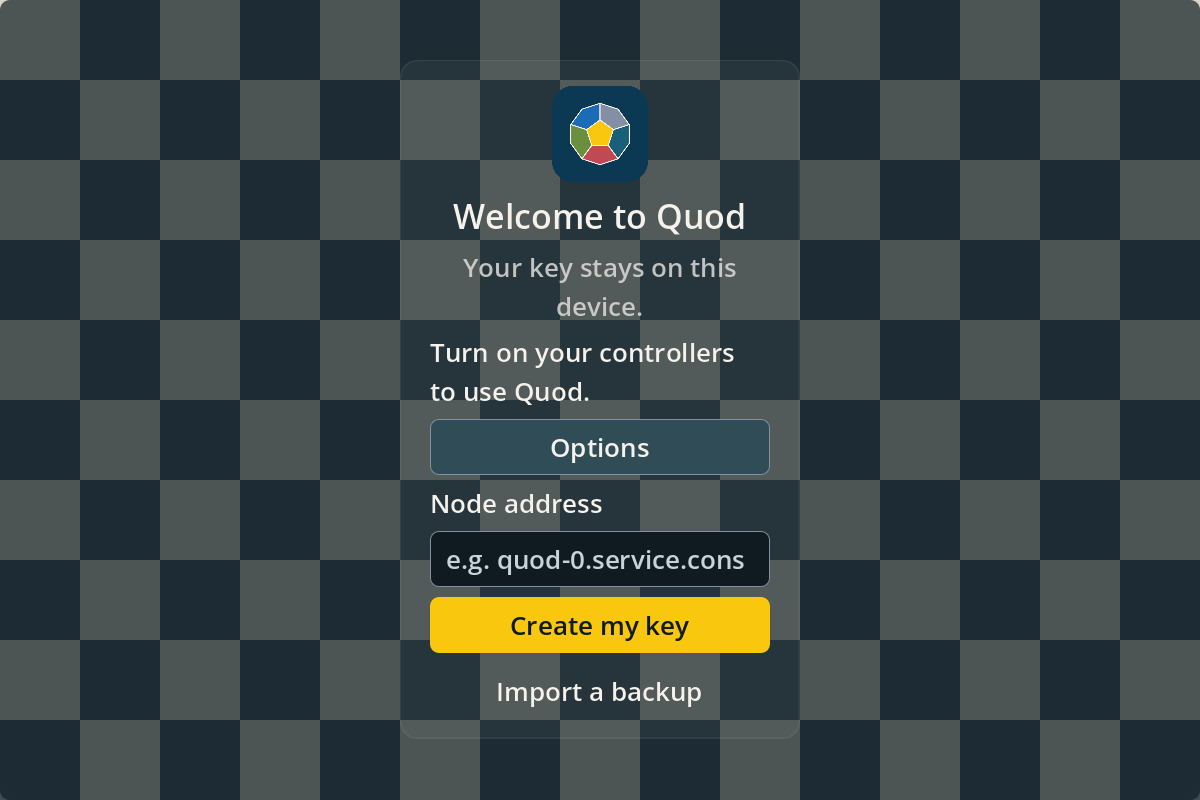 Welcome to Quod
Your key stays on this
device.
Turn on your controllers
to use Quod.
Options
Node address
e.g. quod-0.service.cons
Create my key
Import a backup